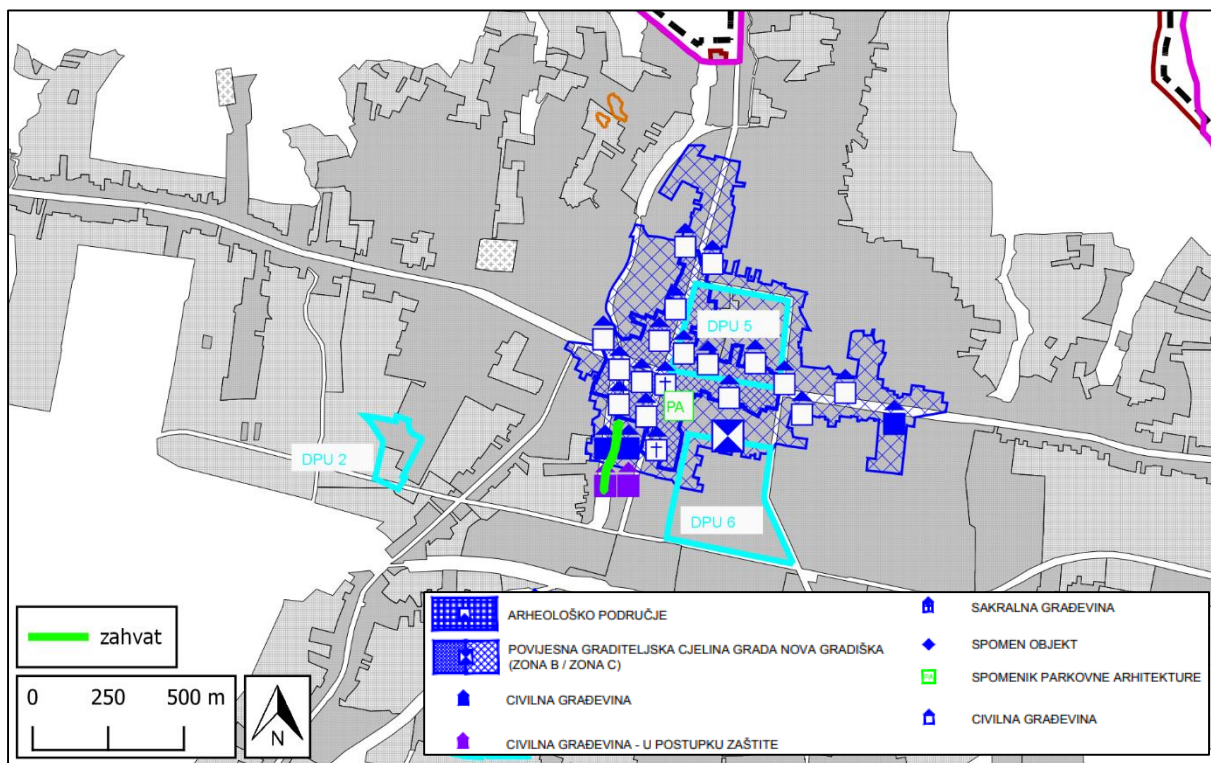 DPU 5
PA
DPU 2
DPU 6
zahvat
0 250 500 m
N
ARHEOLOŠKO PODRUČJE
POVIJESNA GRADITELJSKA CJELINA GRADA NOVA GRADIŠKA
(ZONA B / ZONA C)
CIVILNA GRAĐEVINA
CIVILNA GRAĐEVINA - U POSTUPKU ZAŠTITE
SAKRALNA GRAĐEVINA
SPOMEN OBJEKT
PA
SPOMENIK PARKOVNE ARHITEKTURE
CIVILNA GRAĐEVINA